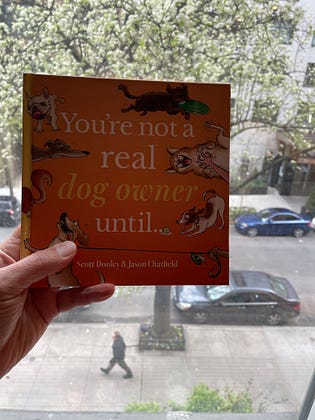 You're not a
real
dog owner
until...
Scott Dooley & Jason Chatfield